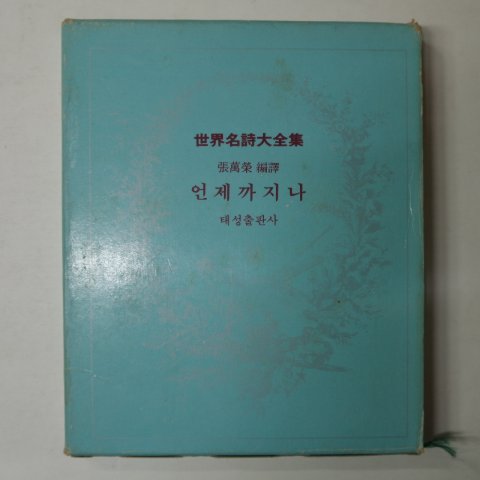 世界名詩大全集
張萬榮 編譯
언제까지나
태성출판사